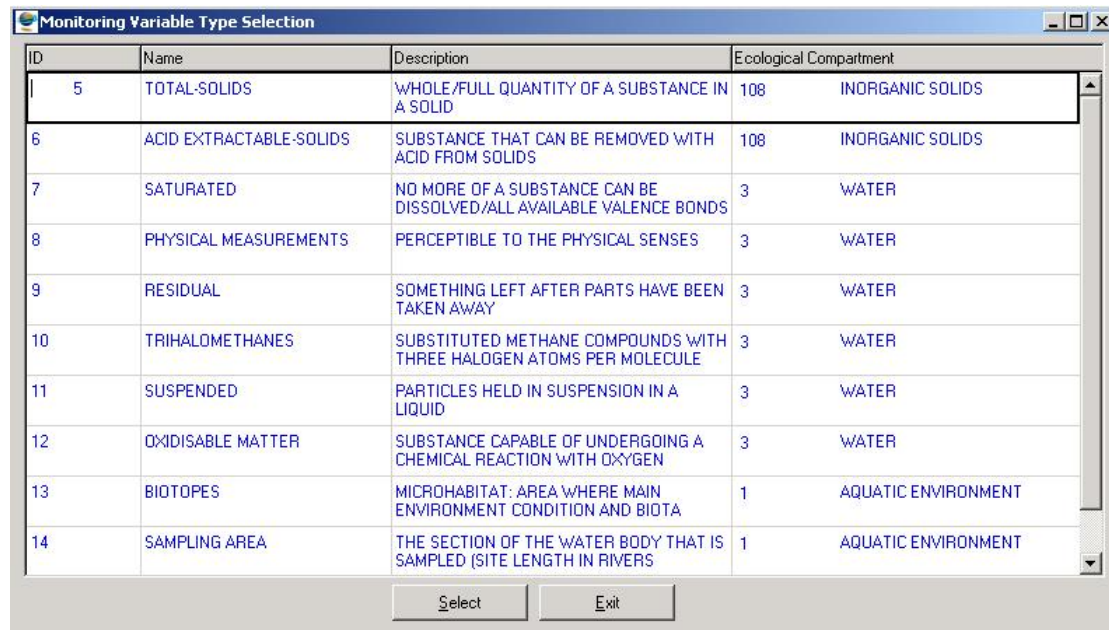 Monitoring Variable Type Selection
ID Name Description Ecological Compartment
5 TOTAL-SOLIDS WHOLE/FULL QUANTITY OF A SUBSTANCE IN 108 INORGANIC SOLIDS
A SOLID
6 ACID EXTRACTABLE-SOLIDS SUBSTANCE THAT CAN BE REMOVED WITH 108 INORGANIC SOLIDS
ACID FROM SOLIDS
7 SATURATED NO MORE OF A SUBSTANCE CAN BE 3 WATER
DISSOLVED/ALL AVAILABLE VALENCE BONDS
8 PHYSICAL MEASUREMENTS PERCEPTIBLE TO THE PHYSICAL SENSES 3 WATER
9 RESIDUAL SOMETHING LEFT AFTER PARTS HAVE BEEN 3 WATER
TAKEN AWAY
10 TRIHALOMETHANES SUBSTITUTED METHANE COMPOUNDS WITH 3 WATER
THREE HALOGEN ATOMS PER MOLECULE
11 SUSPENDED PARTICLES HELD IN SUSPENSION IN A 3 WATER
LIQUID
12 OXIDISABLE MATTER SUBSTANCE CAPABLE OF UNDERGOING A 3 WATER
CHEMICAL REACTION WITH OXYGEN
13 BIOTOPES MICROHABITAT: AREA WHERE MAIN 1 AQUATIC ENVIRONMENT
ENVIRONMENT CONDITION AND BIOTA
14 SAMPLING AREA THE SECTION OF THE WATER BODY THAT IS 1 AQUATIC ENVIRONMENT
SAMPLED (SITE LENGTH IN RIVERS
Select Exit